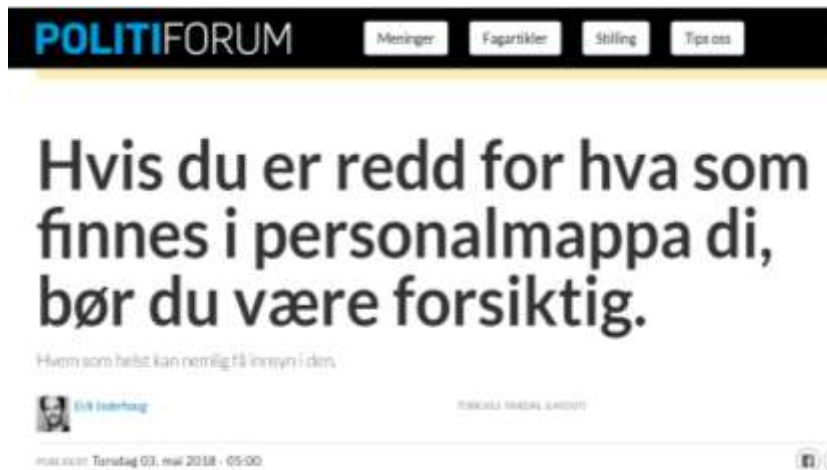 POLITIFORUM
Meninger
Fagartikler
Stilling
Tips oss
Hvis du er redd for hva som
finnes i personalmappa di,
bør du være forsiktig.
Hvem som helst kan nemlig få innsyn i den.
Erik Inderhaug
PUBLISERT Torsdag 03. mai 2018 - 05:00